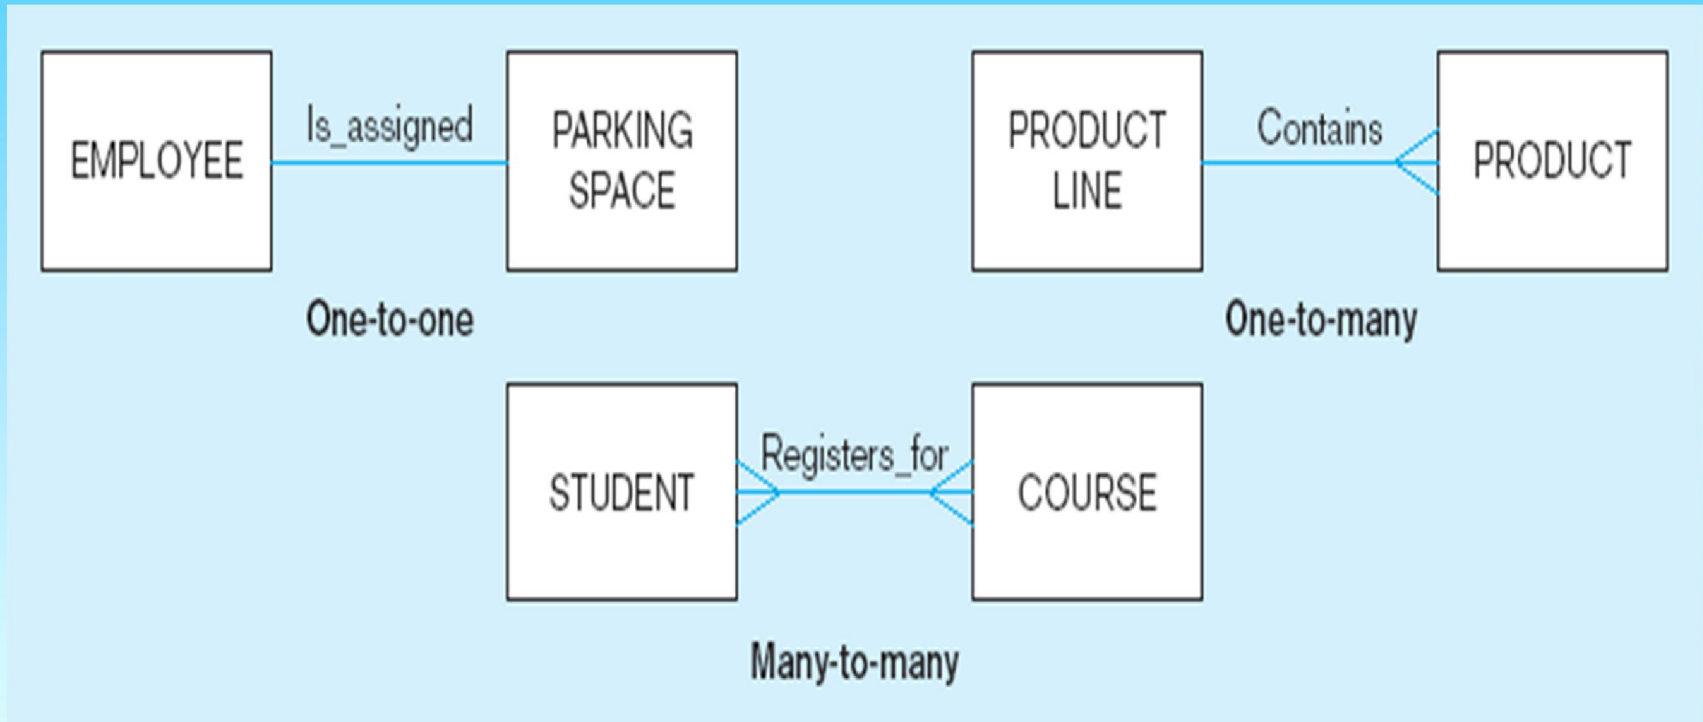 EMPLOYEE
Is_assigned
PARKING
SPACE
One-to-one
PRODUCT
LINE
Contains
PRODUCT
One-to-many
STUDENT
Registers_for
COURSE
Many-to-many